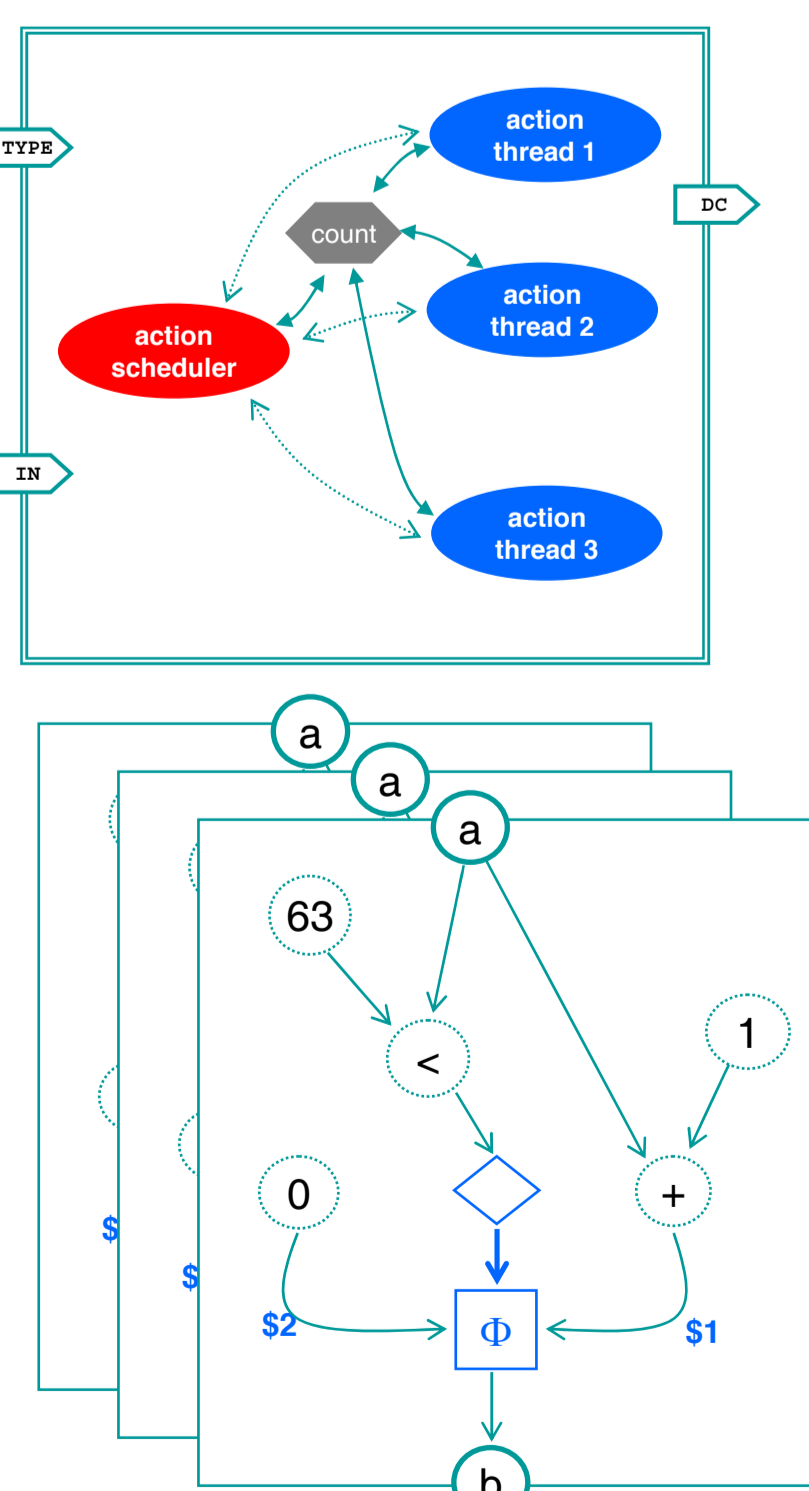 action
thread 1
TYPE
DC
count
action
thread 2
action
scheduler
IN
action
thread 3
a
a
a
63
1
<
0
+
$
$
$2
Φ
$1
b